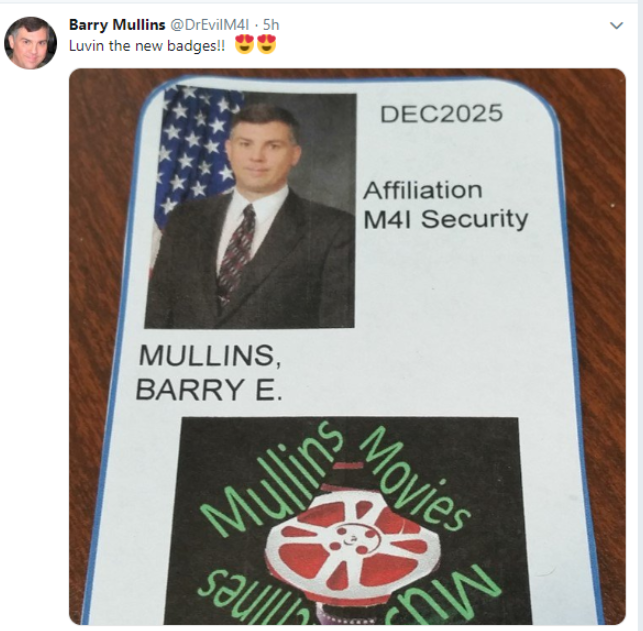 Barry Mullins @DrEvilM4I · 5h
Luvin the new badges!! 😍😍
DEC2025
Affiliation
M4I Security
MULLINS,
BARRY E.
Mullins Movies